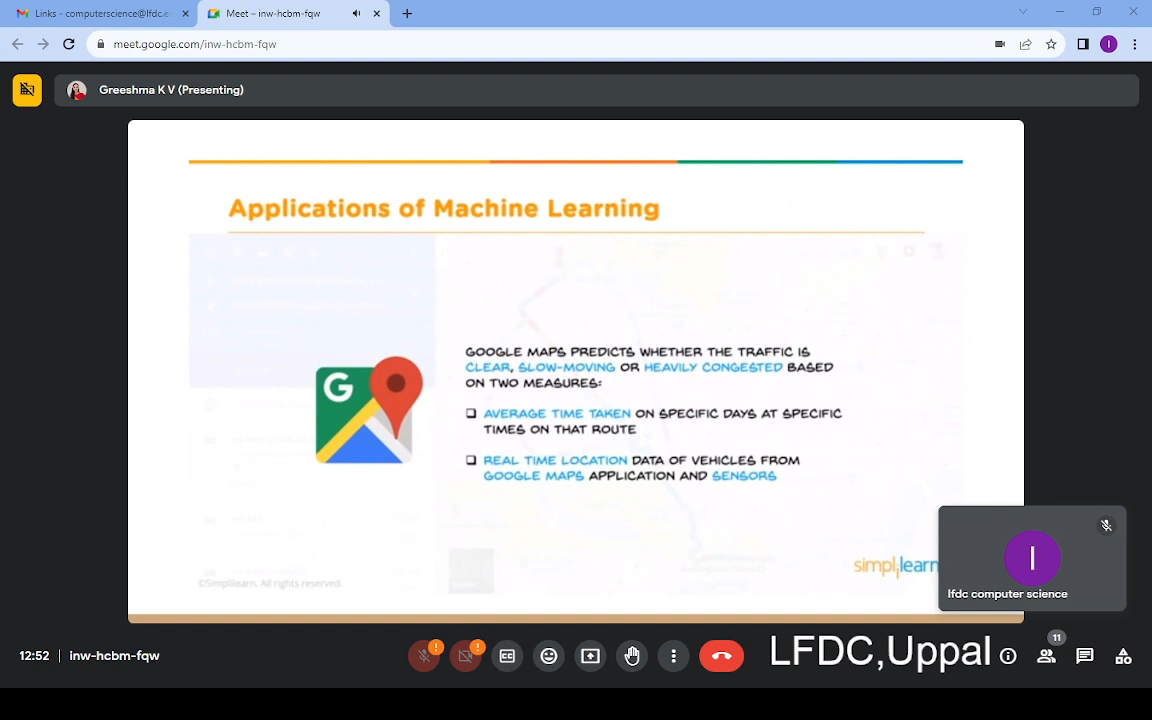 Links - computerscience@lfdc.e
Meet – inw-hcbm-fqw
meet.google.com/inw-hcbm-fqw
I
Greeshma K V (Presenting)
Applications of Machine Learning
G
GOOGLE MAPS PREDICTS WHETHER THE TRAFFIC IS
CLEAR, SLOW-MOVING OR HEAVILY CONGESTED BASED
ON TWO MEASURES:
AVERAGE TIME TAKEN ON SPECIFIC DAYS AT SPECIFIC
TIMES ON THAT ROUTE
REAL TIME LOCATION DATA OF VEHICLES FROM
GOOGLE MAPS APPLICATION AND SENSORS
©Simplilearn. All rights reserved.
simplilearn
I
lfdc computer science
12:52 | inw-hcbm-fqw
LFDC,Uppal
11